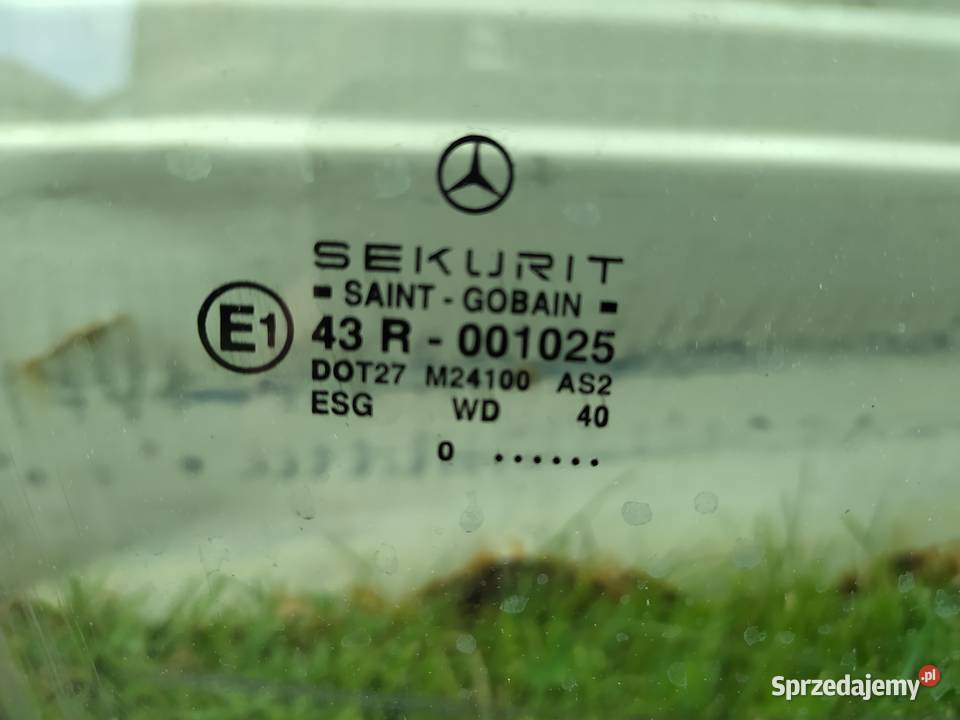 SEKURIT
SAINT - GOBAIN
E1
43 R - 001025
DOT27 M24100 AS2
ESG WD 40
0 ......
Sprzedajemy.pl